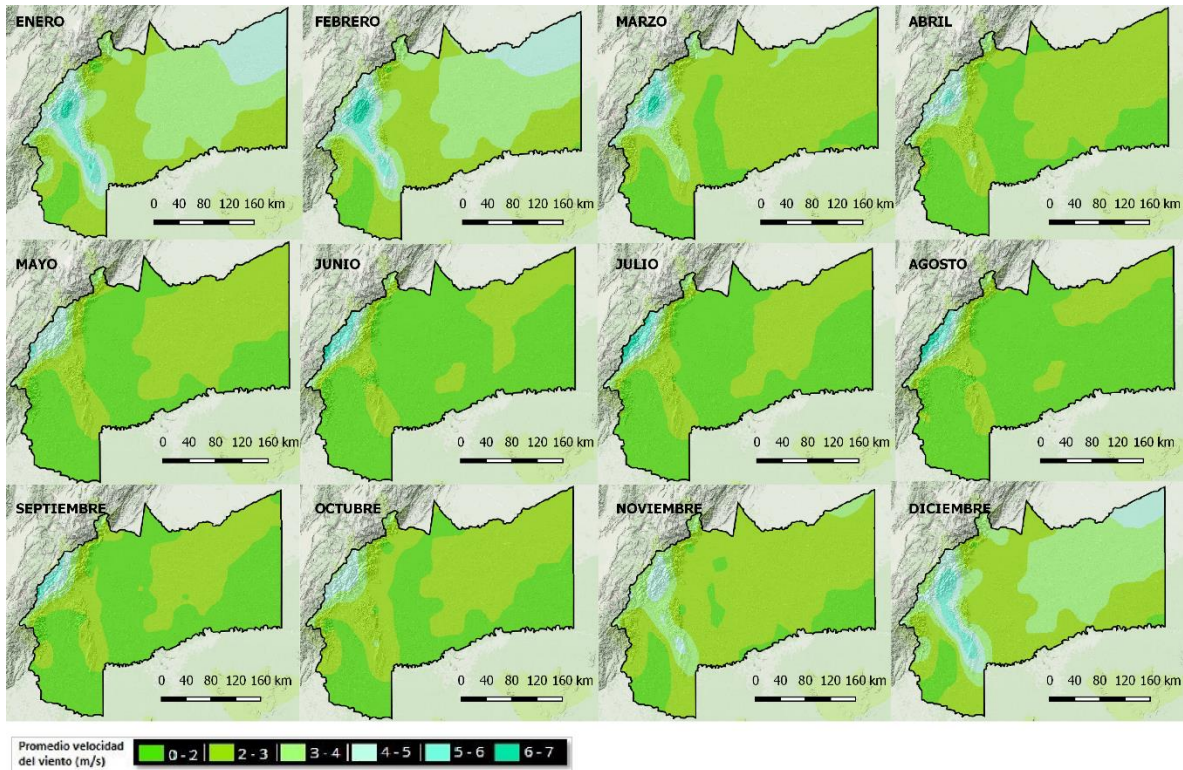 ENERO
0 40 80 120 160 km
FEBRERO
0 40 80 120 160 km
MARZO
0 40 80 120 160 km
ABRIL
0 40 80 120 160 km
MAYO
0 40 80 120 160 km
JUNIO
0 40 80 120 160 km
JULIO
0 40 80 120 160 km
AGOSTO
0 40 80 120 160 km
SEPTIEMBRE
0 40 80 120 160 km
OCTUBRE
0 40 80 120 160 km
NOVIEMBRE
0 40 80 120 160 km
DICIEMBRE
0 40 80 120 160 km
Promedio velocidad
del viento (m/s)
0 - 2 2 - 3 3 - 4 4 - 5 5 - 6 6 - 7